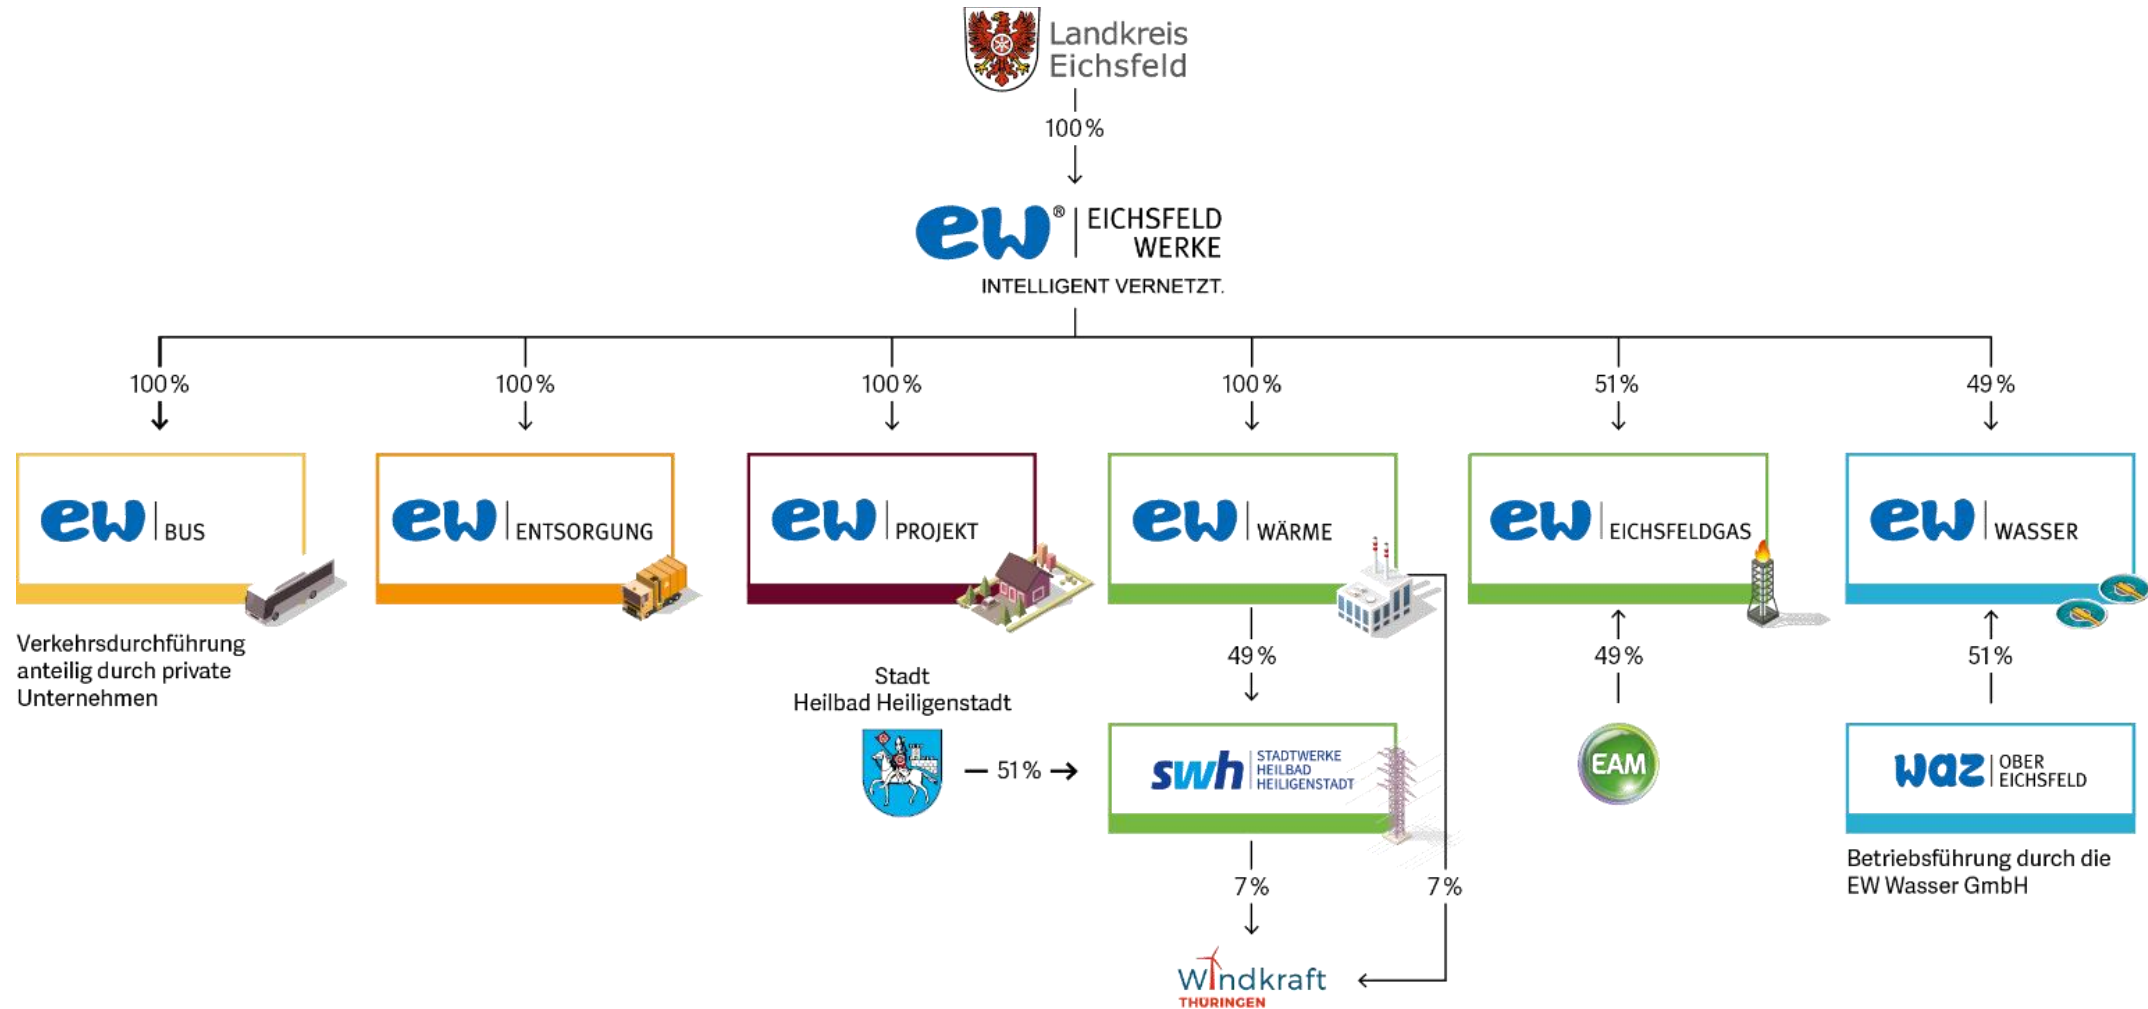 Landkreis
Eichsfeld
100 %
ew® EICHSFELD
WERKE
INTELLIGENT VERNETZT.
100 %
100 %
100 %
100 %
51 %
49 %
ew BUS
ew ENTSORGUNG
ew PROJEKT
ew WÄRME
ew EICHSFELDGAS
ew WASSER
Verkehrsdurchführung
anteilig durch private
Unternehmen
49 %
49 %
51 %
Stadt
Heilbad Heiligenstadt
51 %
swh STADTWERKE
HEILBAD
HEILIGENSTADT
EAM
waz OBER
EICHSFELD
Betriebsführung durch die
EW Wasser GmbH
7 %
7 %
Windkraft
THÜRINGEN